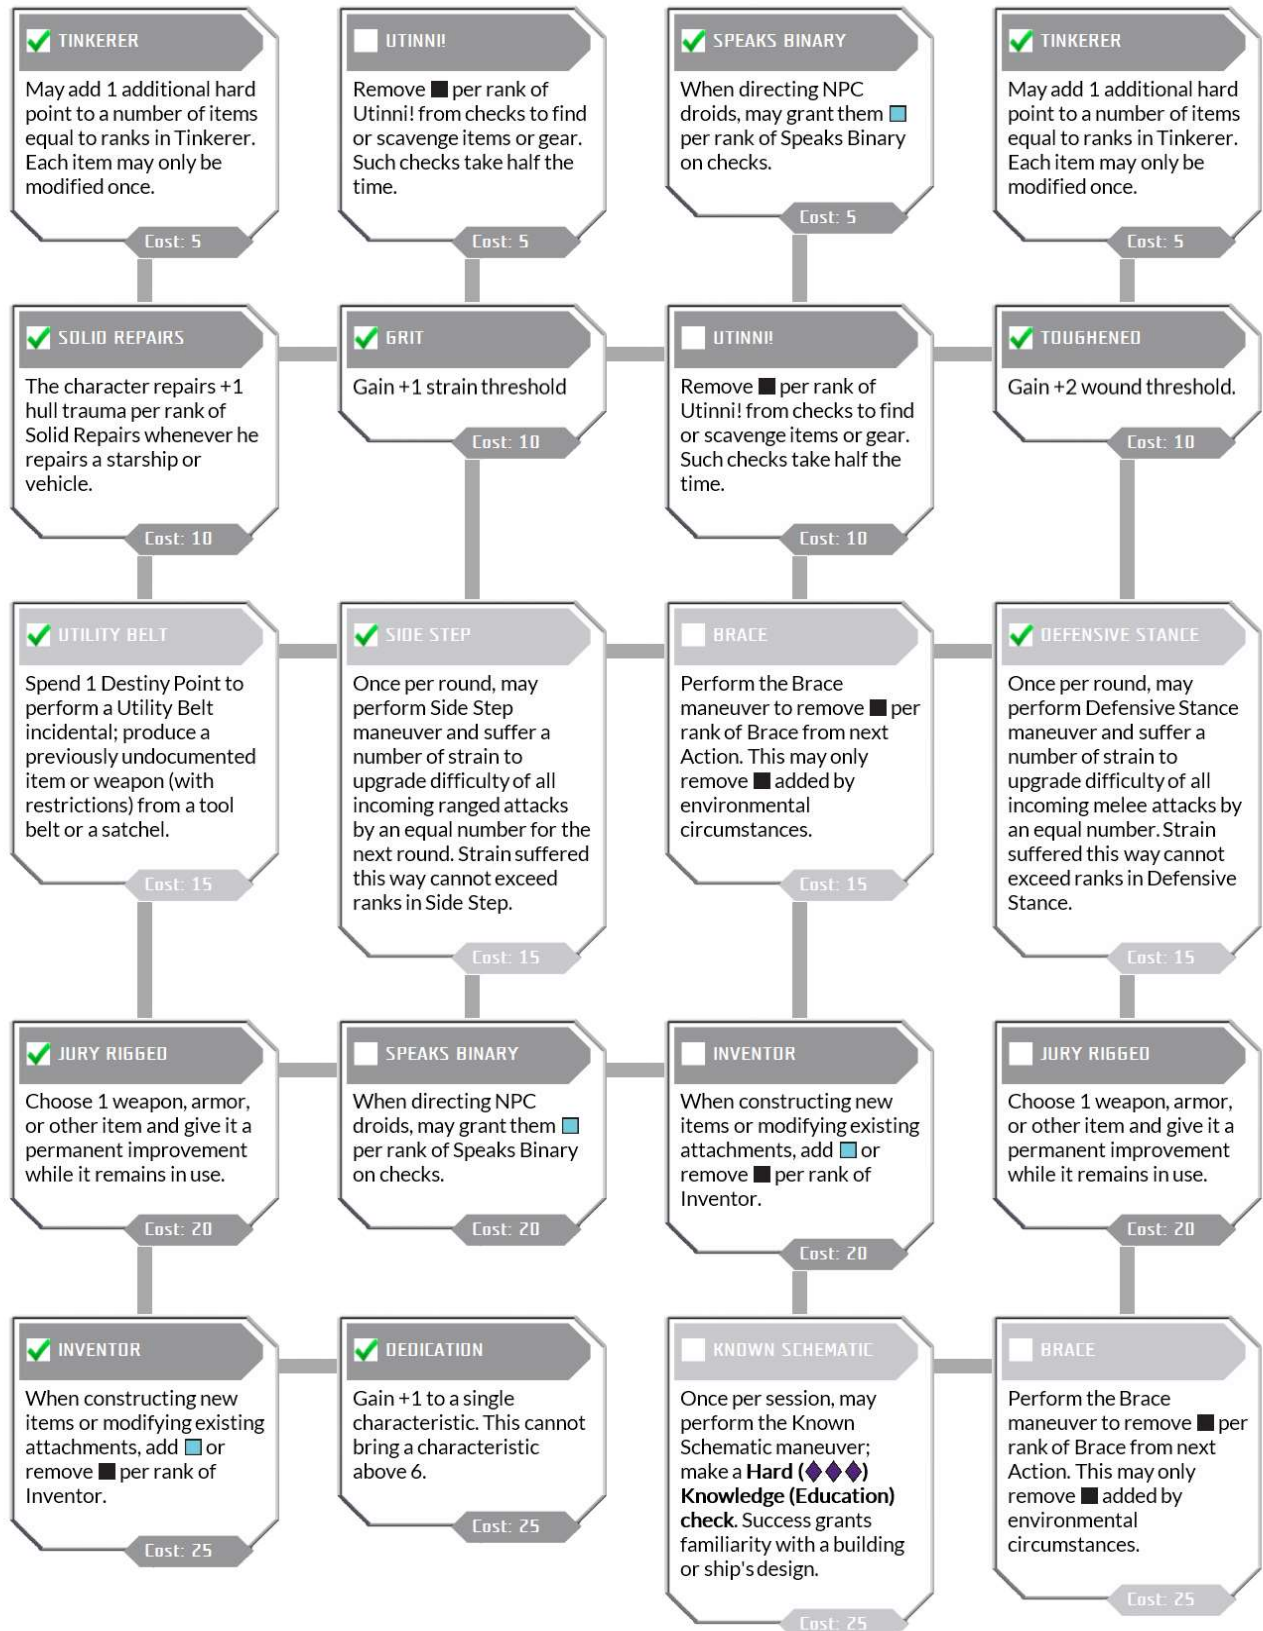 TINKERER
May add 1 additional hard
point to a number of items
equal to ranks in Tinkerer.
Each item may only be
modified once.
Cost: 5
UTINNI!
Remove per rank of
Utinni! from checks to find
or scavenge items or gear.
Such checks take half the
time.
Cost: 5
SPEAKS BINARY
When directing NPC
droids, may grant them
per rank of Speaks Binary
on checks.
Cost: 5
TINKERER
May add 1 additional hard
point to a number of items
equal to ranks in Tinkerer.
Each item may only be
modified once.
Cost: 5
SOLID REPAIRS
The character repairs +1
hull trauma per rank of
Solid Repairs whenever he
repairs a starship or
vehicle.
Cost: 10
GRIT
Gain +1 strain threshold
Cost: 10
UTINNI!
Remove per rank of
Utinni! from checks to find
or scavenge items or gear.
Such checks take half the
time.
Cost: 10
TOUGHENED
Gain +2 wound threshold.
Cost: 10
UTILITY BELT
Spend 1 Destiny Point to
perform a Utility Belt
incidental; produce a
previously undocumented
item or weapon (with
restrictions) from a tool
belt or a satchel.
Cost: 15
SIDE STEP
Once per round, may
perform Side Step
maneuver and suffer a
number of strain to
upgrade difficulty of all
incoming ranged attacks
by an equal number for the
next round. Strain suffered
this way cannot exceed
ranks in Side Step.
Cost: 15
BRACE
Perform the Brace
maneuver to remove per
rank of Brace from next
Action. This may only
remove added by
environmental
circumstances.
Cost: 15
DEFENSIVE STANCE
Once per round, may
perform Defensive Stance
maneuver and suffer a
number of strain to
upgrade difficulty of all
incoming melee attacks by
an equal number. Strain
suffered this way cannot
exceed ranks in Defensive
Stance.
Cost: 15
JURY RIGGED
Choose 1 weapon, armor,
or other item and give it a
permanent improvement
while it remains in use.
Cost: 20
SPEAKS BINARY
When directing NPC
droids, may grant them
per rank of Speaks Binary
on checks.
Cost: 20
INVENTOR
When constructing new
items or modifying existing
attachments, add or
remove per rank of
Inventor.
Cost: 20
JURY RIGGED
Choose 1 weapon, armor,
or other item and give it a
permanent improvement
while it remains in use.
Cost: 20
INVENTOR
When constructing new
items or modifying existing
attachments, add or
remove per rank of
Inventor.
Cost: 25
DEDICATION
Gain +1 to a single
characteristic. This cannot
bring a characteristic
above 6.
Cost: 25
KNOWN SCHEMATIC
Once per session, may
perform the Known
Schematic maneuver;
make a Hard ( )
Knowledge (Education)
check. Success grants
familiarity with a building
or ship's design.
Cost: 25
BRACE
Perform the Brace
maneuver to remove per
rank of Brace from next
Action. This may only
remove added by
environmental
circumstances.
Cost: 25